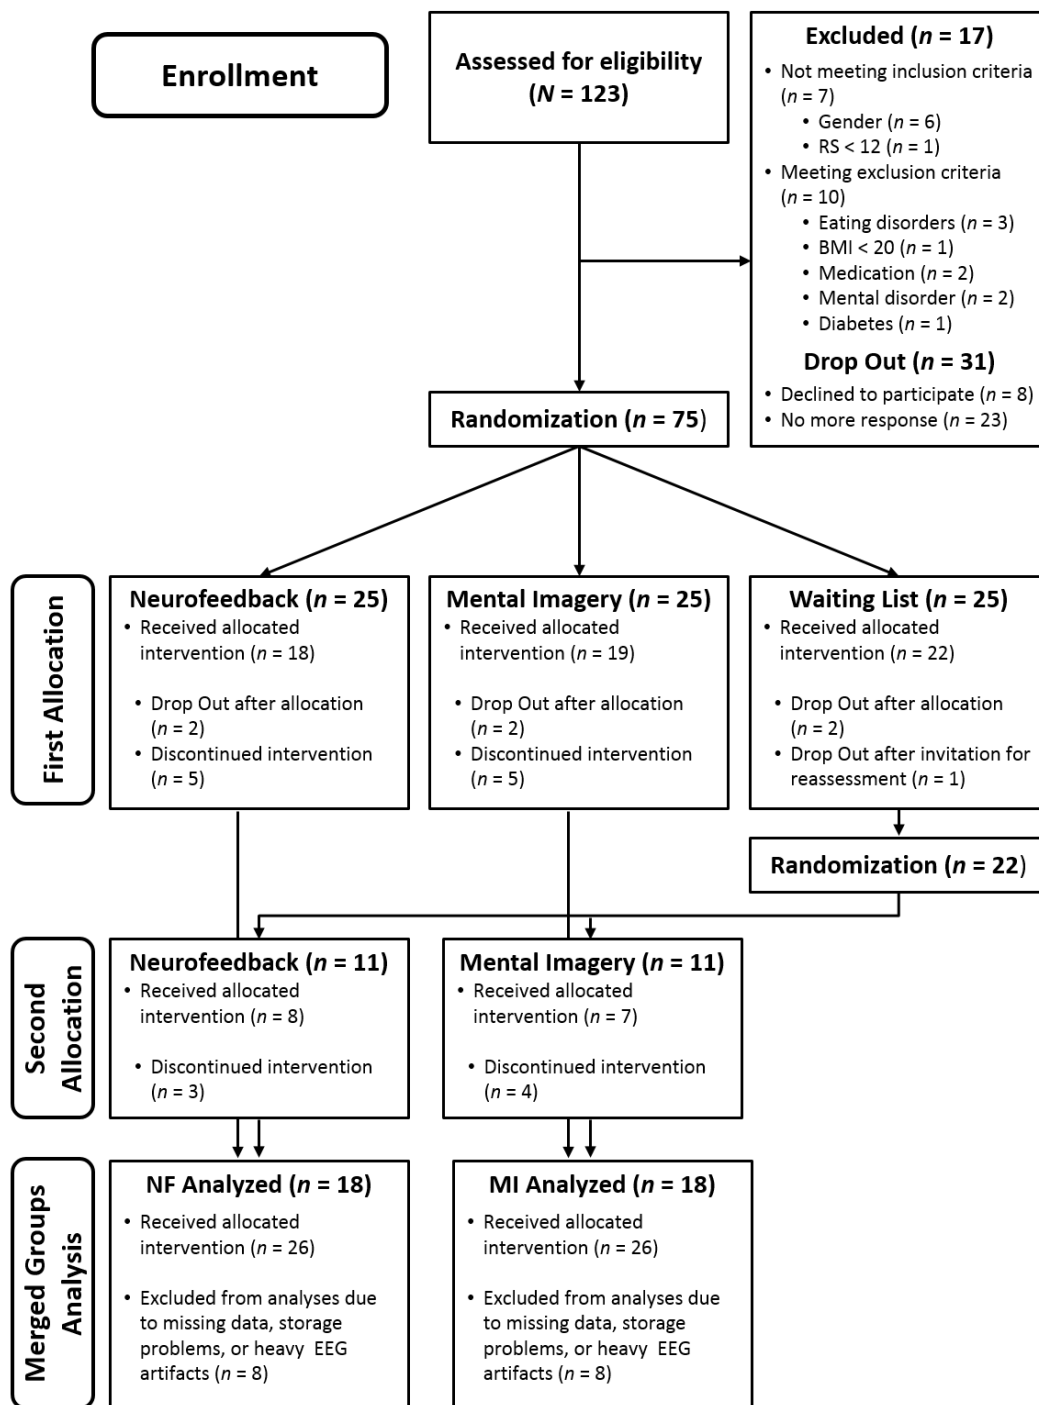 Enrollment
Assessed for eligibility
(N = 123)
Excluded (n = 17)
• Not meeting inclusion criteria
(n = 7)
• Gender (n = 6)
• RS < 12 (n = 1)
• Meeting exclusion criteria
(n = 10)
• Eating disorders (n = 3)
• BMI < 20 (n = 1)
• Medication (n = 2)
• Mental disorder (n = 2)
• Diabetes (n = 1)
Drop Out (n = 31)
• Declined to participate (n = 8)
• No more response (n = 23)
Randomization (n = 75)
First Allocation
Neurofeedback (n = 25)
• Received allocated
intervention (n = 18)
• Drop Out after allocation
(n = 2)
• Discontinued intervention
(n = 5)
Mental Imagery (n = 25)
• Received allocated
intervention (n = 19)
• Drop Out after allocation
(n = 2)
• Discontinued intervention
(n = 5)
Waiting List (n = 25)
• Received allocated
intervention (n = 22)
• Drop Out after allocation
(n = 2)
• Drop Out after invitation for
reassessment (n = 1)
Randomization (n = 22)
Second
Allocation
Neurofeedback (n = 11)
• Received allocated
intervention (n = 8)
• Discontinued intervention
(n = 3)
Mental Imagery (n = 11)
• Received allocated
intervention (n = 7)
• Discontinued intervention
(n = 4)
Merged Groups
Analysis
NF Analyzed (n = 18)
• Received allocated
intervention (n = 26)
• Excluded from analyses due
to missing data, storage
problems, or heavy EEG
artifacts (n = 8)
MI Analyzed (n = 18)
• Received allocated
intervention (n = 26)
• Excluded from analyses due
to missing data, storage
problems, or heavy EEG
artifacts (n = 8)